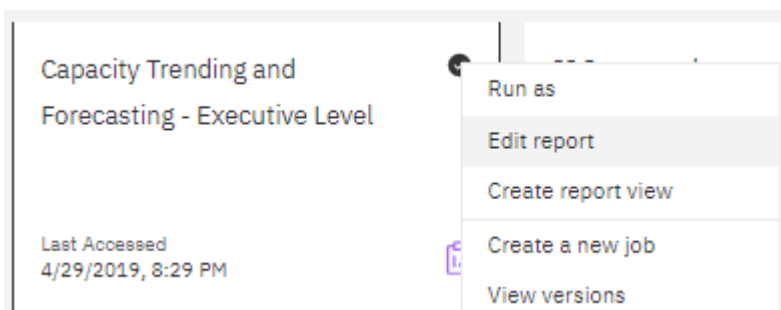 Capacity Trending and
Forecasting - Executive Level
Last Accessed
4/29/2019, 8:29 PM
Run as
Edit report
Create report view
Create a new job
View versions